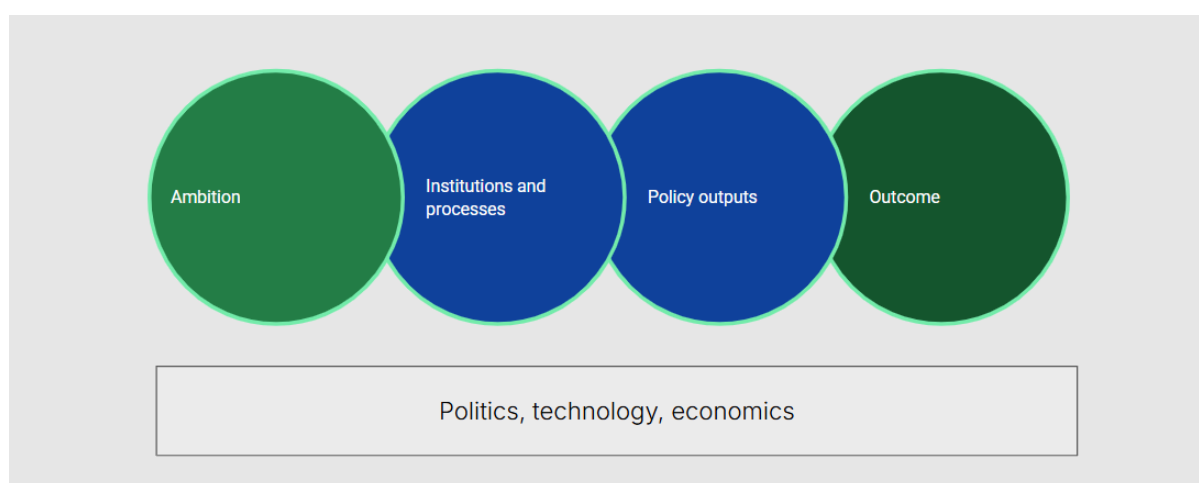 Ambition
Institutions and
processes
Policy outputs
Outcome
Politics, technology, economics